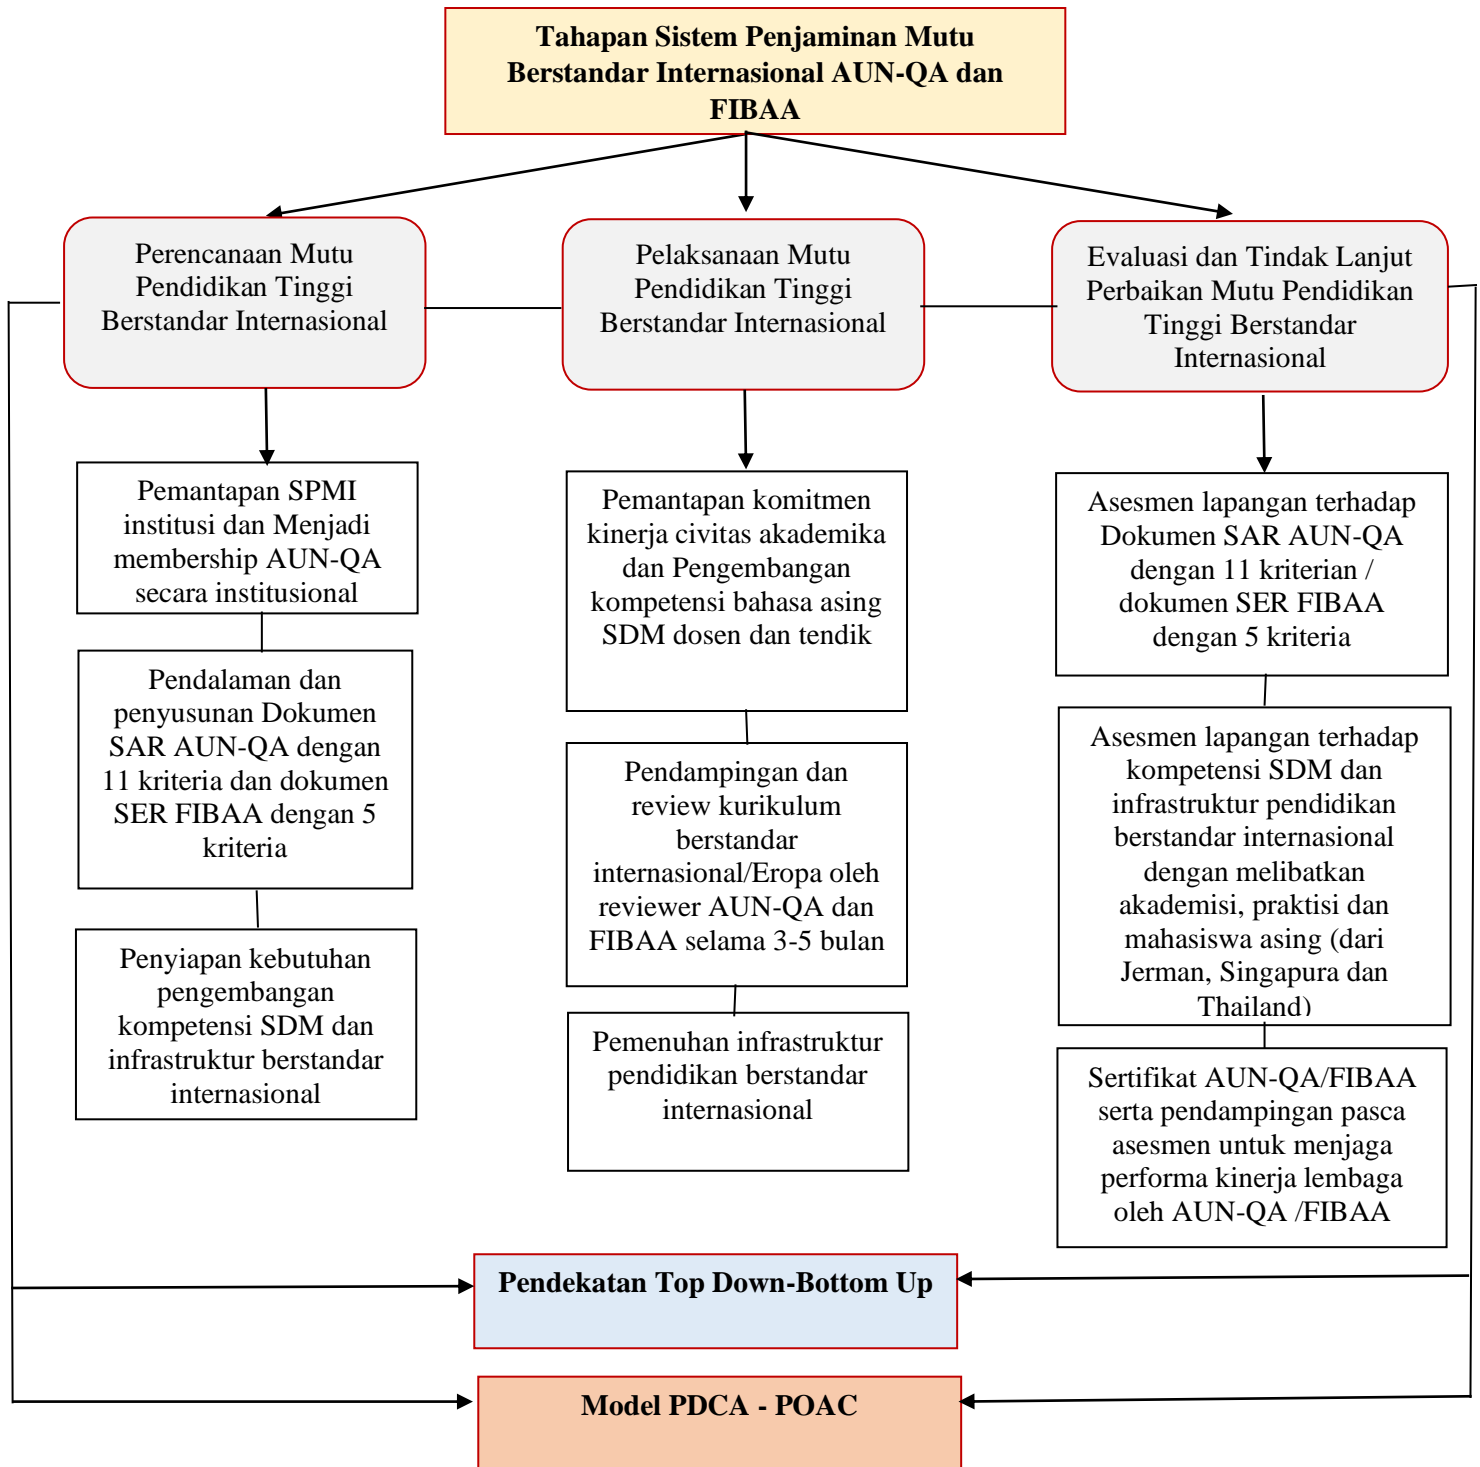 Tahapan Sistem Penjaminan Mutu
Berstandar Internasional AUN-QA dan
FIBAA
Perencanaan Mutu
Pendidikan Tinggi
Berstandar Internasional
Pelaksanaan Mutu
Pendidikan Tinggi
Berstandar Internasional
Evaluasi dan Tindak Lanjut
Perbaikan Mutu Pendidikan
Tinggi Berstandar
Internasional
Pemantapan SPMI
institusi dan Menjadi
membership AUN-QA
secara institusional
Pendalaman dan
penyusunan Dokumen
SAR AUN-QA dengan
11 kriteria dan dokumen
SER FIBAA dengan 5
kriteria
Penyiapan kebutuhan
pengembangan
kompetensi SDM dan
infrastruktur berstandar
internasional
Pemantapan komitmen
kinerja civitas akademika
dan Pengembangan
kompetensi bahasa asing
SDM dosen dan tendik
Pendampingan dan
review kurikulum
berstandar
internasional/Eropa oleh
reviewer AUN-QA dan
FIBAA selama 3-5 bulan
Pemenuhan infrastruktur
pendidikan berstandar
internasional
Asesmen lapangan terhadap
Dokumen SAR AUN-QA
dengan 11 kriterian /
dokumen SER FIBAA
dengan 5 kriteria
Asesmen lapangan terhadap
kompetensi SDM dan
infrastruktur pendidikan
berstandar internasional
dengan melibatkan
akademisi, praktisi dan
mahasiswa asing (dari
Jerman, Singapura dan
Thailand)
Sertifikat AUN-QA/FIBAA
serta pendampingan pasca
asesmen untuk menjaga
performa kinerja lembaga
oleh AUN-QA /FIBAA
Pendekatan Top Down-Bottom Up
Model PDCA - POAC